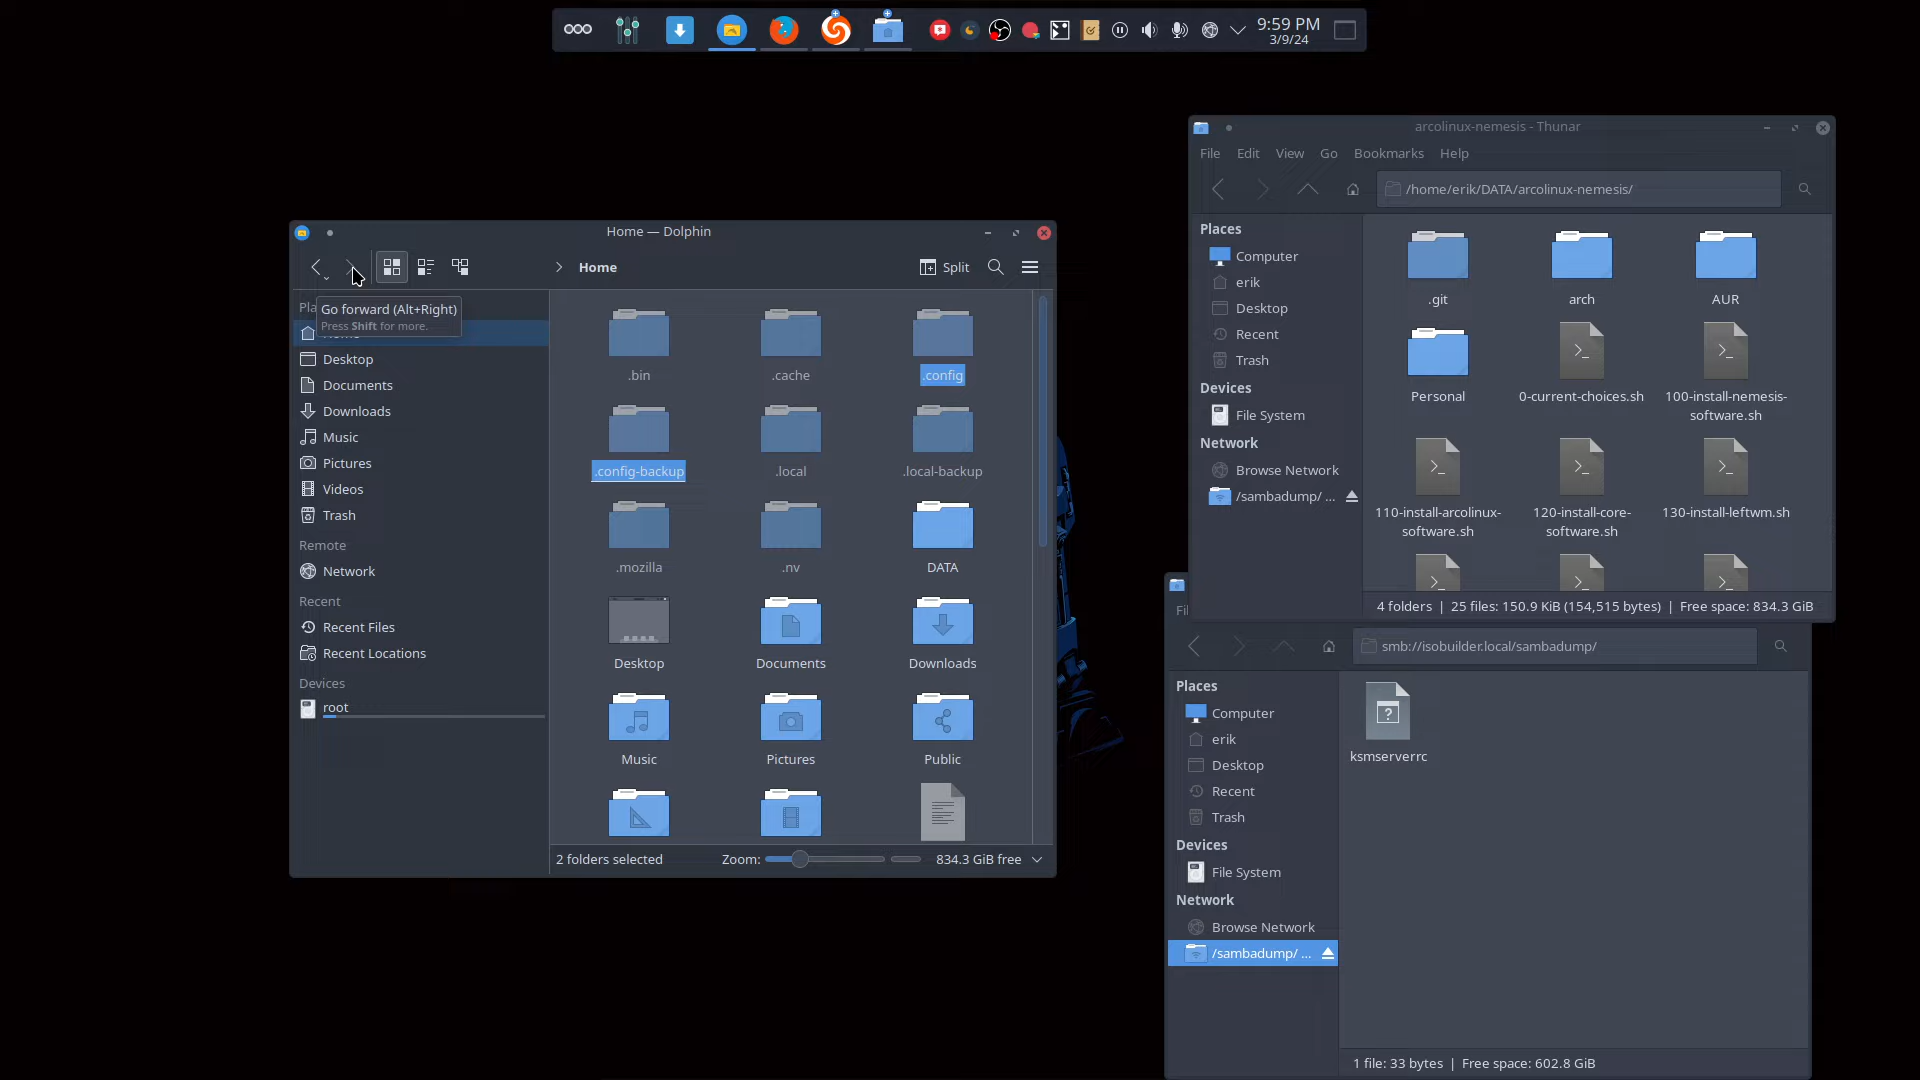 9:59 PM
3/9/24
Home — Dolphin
Home
Split
Pla
Go forward (Alt+Right)
Press Shift for more.
Desktop
Documents
Downloads
Music
Pictures
Videos
Trash
Remote
Network
Recent
Recent Files
Recent Locations
Devices
root
.bin
.cache
.config
.config-backup
.local
.local-backup
.mozilla
.nv
DATA
Desktop
Documents
Downloads
Music
Pictures
Public
2 folders selected
Zoom:
834.3 GiB free
arcolinux-nemesis - Thunar
File Edit View Go Bookmarks Help
/home/erik/DATA/arcolinux-nemesis/
Places
Computer
erik
Desktop
Recent
Trash
Devices
File System
Network
Browse Network
/sambadump/ ...
.git
arch
AUR
Personal
0-current-choices.sh
100-install-nemesis-
software.sh
110-install-arcolinux-
software.sh
120-install-core-
software.sh
130-install-leftwm.sh
4 folders | 25 files: 150.9 KiB (154,515 bytes) | Free space: 834.3 GiB
Fi
smb://isobuilder.local/sambadump/
Places
Computer
erik
Desktop
Recent
Trash
Devices
File System
Network
Browse Network
/sambadump/ ...
ksmserverrc
1 file: 33 bytes | Free space: 602.8 GiB